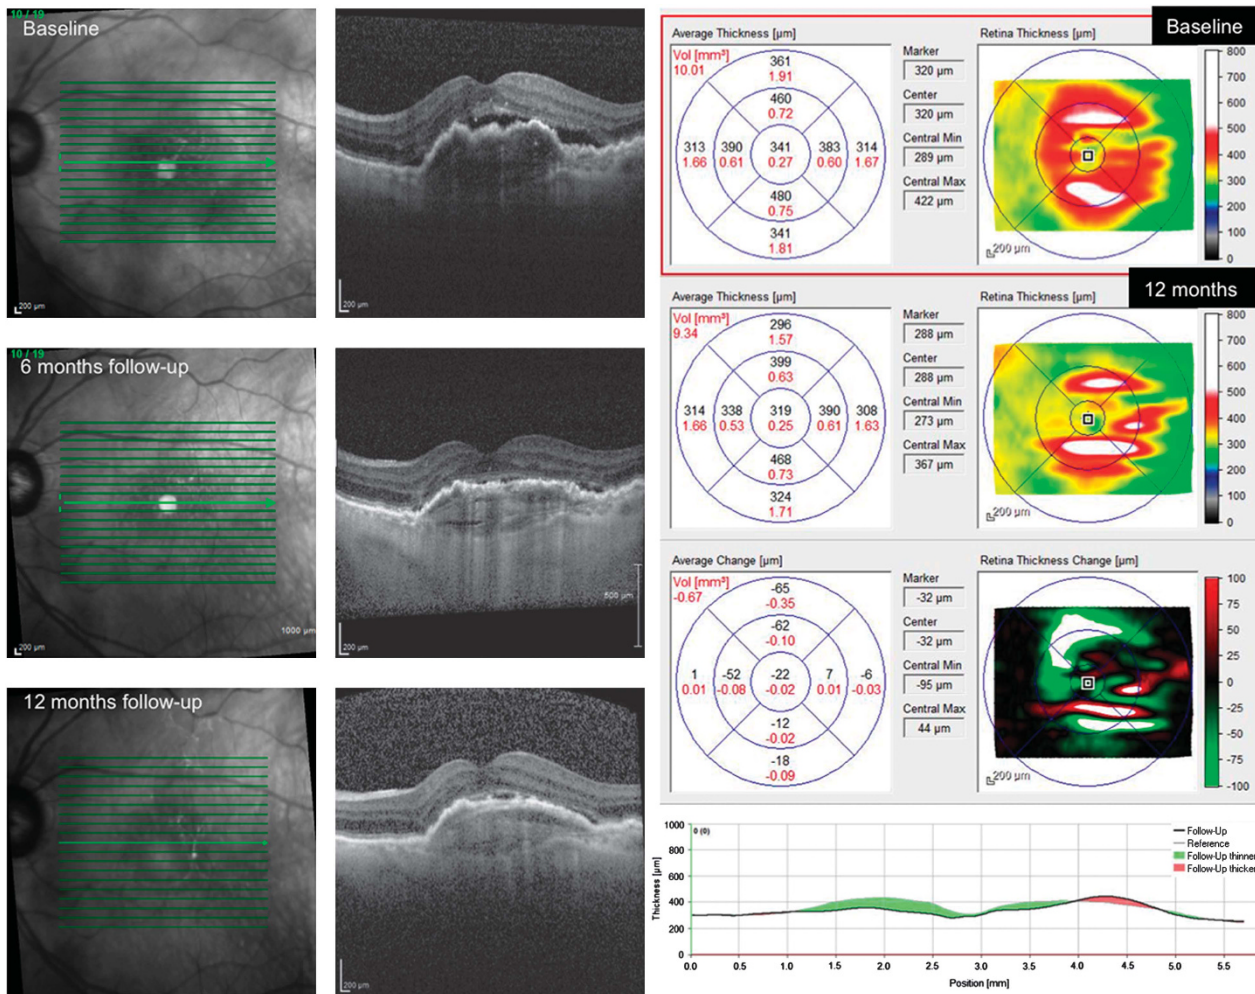 10 / 19
Baseline
200 µm
200 µm
10 / 19
6 months follow-up
1000 µm
200 µm
500 µm
200 µm
12 months follow-up
200 µm
200 µm
Baseline
Average Thickness [µm]
Vol [mm³]
10.01
361
1.91
460
0.72
313 390 341 383 314
1.66 0.61 0.27 0.60 1.67
480
0.75
341
1.81
Marker
320 µm
Center
320 µm
Central Min
289 µm
Central Max
422 µm
Retina Thickness [µm]
200 µm
800
700
600
500
400
300
200
100
0
12 months
Average Thickness [µm]
Vol [mm³]
9.34
296
1.57
399
0.63
314 338 319 390 308
1.66 0.53 0.25 0.61 1.63
468
0.73
324
1.71
Marker
288 µm
Center
288 µm
Central Min
273 µm
Central Max
367 µm
Retina Thickness [µm]
200 µm
800
700
600
500
400
300
200
100
0
Average Change [µm]
Vol [mm³]
-0.67
-65
-0.35
-62
-0.10
1 -52 -22 7 -6
0.01 -0.08 -0.02 0.01 -0.03
-12
-0.02
-18
-0.09
Marker
-32 µm
Center
-32 µm
Central Min
-95 µm
Central Max
44 µm
Retina Thickness Change [µm]
200 µm
100
75
50
25
0
-25
-50
-75
-100
0 (0)
Follow-Up
Reference
Follow-Up thinner
Follow-Up thicker
Thickness [µm]
1000
800
600
400
200
0
0.0 0.5 1.0 1.5 2.0 2.5 3.0 3.5 4.0 4.5 5.0 5.5
Position [mm]